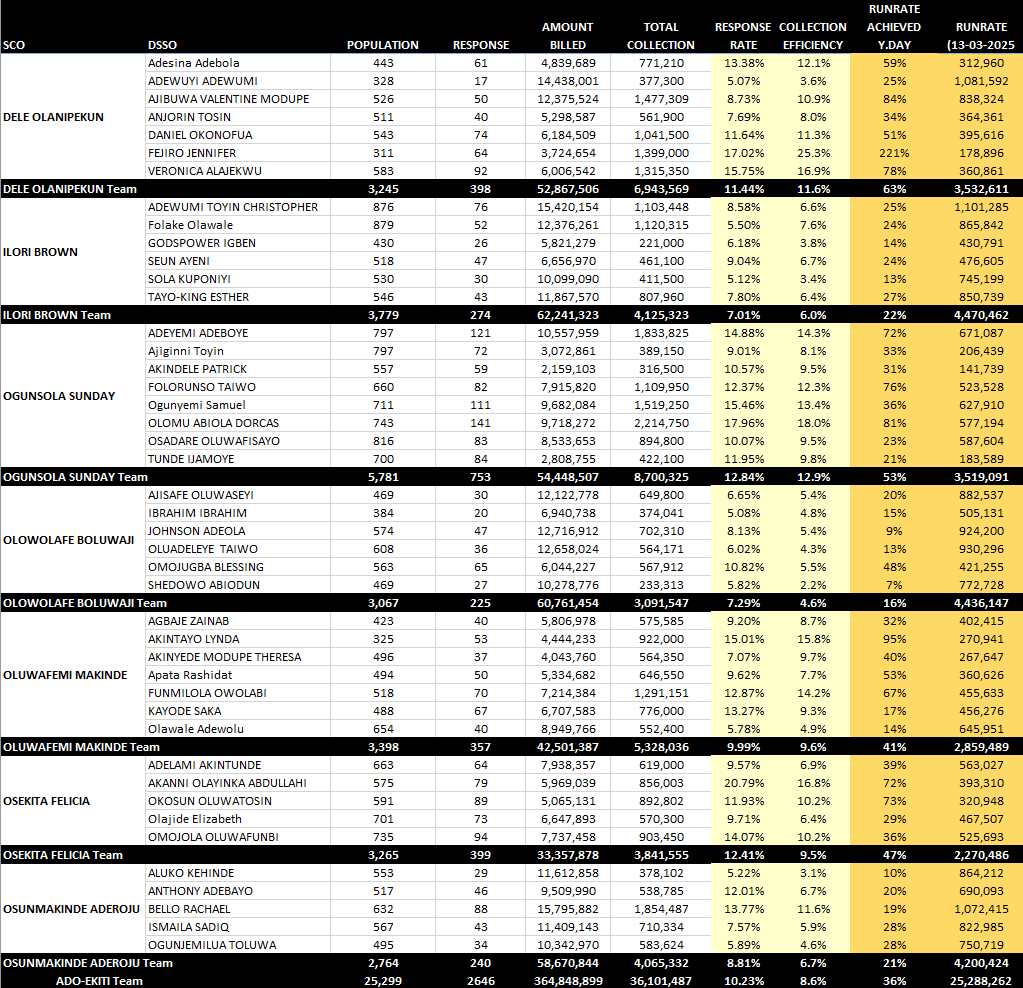 RUNRATE
AMOUNT TOTAL RESPONSE COLLECTION ACHIEVED RUNRATE
SCO DSSO POPULATION RESPONSE BILLED COLLECTION RATE EFFICIENCY Y.DAY (13-03-2025
Adesina Adebola 443 61 4,839,689 771,210 13.38% 12.1% 59% 312,960
ADEWUYI ADEWUMI 328 17 14,438,001 377,300 5.07% 3.6% 25% 1,081,592
AJIBUWA VALENTINE MODUPE 526 50 12,375,524 1,477,309 8.73% 10.9% 84% 838,324
DELE OLANIPEKUN ANJORIN TOSIN 511 40 5,298,587 561,900 7.69% 8.0% 34% 364,361
DANIEL OKONOFUA 543 74 6,184,509 1,041,500 11.64% 11.3% 51% 395,616
FEJIRO JENNIFER 311 64 3,724,654 1,399,000 17.02% 25.3% 221% 178,896
VERONICA ALAJEKWU 583 92 6,006,542 1,315,350 15.75% 16.9% 78% 360,861
DELE OLANIPEKUN Team 3,245 398 52,867,506 6,943,569 11.44% 11.6% 63% 3,532,611
ADEWUMI TOYIN CHRISTOPHER 876 76 15,420,154 1,103,448 8.58% 6.6% 25% 1,101,285
Folake Olawale 879 52 12,376,261 1,120,315 5.50% 7.6% 24% 865,842
ILORI BROWN GODSPOWER IGBEN 430 26 5,821,279 221,000 6.18% 3.8% 14% 430,791
SEUN AYENI 518 47 6,656,970 461,100 9.04% 6.7% 24% 476,605
SOLA KUPONIYI 530 30 10,099,090 411,500 5.12% 3.4% 13% 745,199
TAYO-KING ESTHER 546 43 11,867,570 807,960 7.80% 6.4% 27% 850,739
ILORI BROWN Team 3,779 274 62,241,323 4,125,323 7.01% 6.0% 22% 4,470,462
ADEYEMI ADEBOYE 797 121 10,557,959 1,833,825 14.88% 14.3% 72% 671,087
Ajiginni Toyin 797 72 3,072,861 389,150 9.01% 8.1% 33% 206,439
AKINDELE PATRICK 557 59 2,159,103 316,500 10.57% 9.5% 31% 141,739
OGUNSOLA SUNDAY FOLORUNSO TAIWO 660 82 7,915,820 1,109,950 12.37% 12.3% 76% 523,528
Ogunyemi Samuel 711 111 9,682,084 1,519,250 15.46% 13.4% 36% 627,910
OLOMU ABIOLA DORCAS 743 141 9,718,272 2,214,750 17.96% 18.0% 81% 577,194
OSADARE OLUWAFISAYO 816 83 8,533,653 894,800 10.07% 9.5% 23% 587,604
TUNDE IJAMOYE 700 84 2,808,755 422,100 11.95% 9.8% 21% 183,589
OGUNSOLA SUNDAY Team 5,781 753 54,448,507 8,700,325 12.84% 12.9% 53% 3,519,091
AJISAFE OLUWASEYI 469 30 12,122,778 649,800 6.65% 5.4% 20% 882,537
IBRAHIM IBRAHIM 384 20 6,940,738 374,041 5.08% 4.8% 15% 505,131
OLOWOLAFE BOLUWAJI JOHNSON ADEOLA 574 47 12,716,912 702,310 8.13% 5.4% 9% 924,200
OLUADELEYE TAIWO 608 36 12,658,024 564,171 6.02% 4.3% 13% 930,296
OMOJUGBA BLESSING 563 65 6,044,227 567,912 10.82% 5.5% 48% 421,255
SHEDOWO ABIODUN 469 27 10,278,776 233,313 5.82% 2.2% 7% 772,728
OLOWOLAFE BOLUWAJI Team 3,067 225 60,761,454 3,091,547 7.29% 4.6% 16% 4,436,147
AGBAJE ZAINAB 423 40 5,806,978 575,585 9.20% 8.7% 32% 402,415
AKINTAYO LYNDA 325 53 4,444,233 922,000 15.01% 15.8% 95% 270,941
AKINYEDE MODUPE THERESA 496 37 4,043,760 564,350 7.07% 9.7% 40% 267,647
OLUWAFEMI MAKINDE Apata Rashidat 494 50 5,334,682 646,550 9.62% 7.7% 53% 360,626
FUNMILOLA OWOLABI 518 70 7,214,384 1,291,151 12.87% 14.2% 67% 455,633
KAYODE SAKA 488 67 6,707,583 776,000 13.27% 9.3% 17% 456,276
Olawale Adewolu 654 40 8,949,766 552,400 5.78% 4.9% 14% 645,951
OLUWAFEMI MAKINDE Team 3,398 357 42,501,387 5,328,036 9.99% 9.6% 41% 2,859,489
ADELAMI AKINTUNDE 663 64 7,938,357 619,000 9.57% 6.9% 39% 563,027
AKANNI OLAYINKA ABDULLAHI 575 79 5,969,039 856,003 20.79% 16.8% 72% 393,310
OSEKITA FELICIA OKOSUN OLUWATOSIN 591 89 5,065,131 892,802 11.93% 10.2% 73% 320,948
Olajide Elizabeth 701 73 6,647,893 570,300 9.71% 6.4% 29% 467,507
OMOJOLA OLUWAFUNBI 735 94 7,737,458 903,450 14.07% 10.2% 36% 525,693
OSEKITA FELICIA Team 3,265 399 33,357,878 3,841,555 12.41% 9.5% 47% 2,270,486
ALUKO KEHINDE 553 29 11,612,858 378,102 5.22% 3.1% 10% 864,212
ANTHONY ADEBAYO 517 46 9,509,990 538,785 12.01% 6.7% 20% 690,093
OSUNMAKINDE ADEROJU BELLO RACHAEL 632 88 15,795,882 1,854,487 13.77% 11.6% 19% 1,072,415
ISMAILA SADIQ 567 43 11,409,143 710,334 7.57% 5.9% 28% 822,985
OGUNJEMILUA TOLUWA 495 34 10,342,970 583,624 5.89% 4.6% 28% 750,719
OSUNMAKINDE ADEROJU Team 2,764 240 58,670,844 4,065,332 8.81% 6.7% 21% 4,200,424
ADO-EKITI Team 25,299 2646 364,848,899 36,101,487 10.23% 8.6% 36% 25,288,262